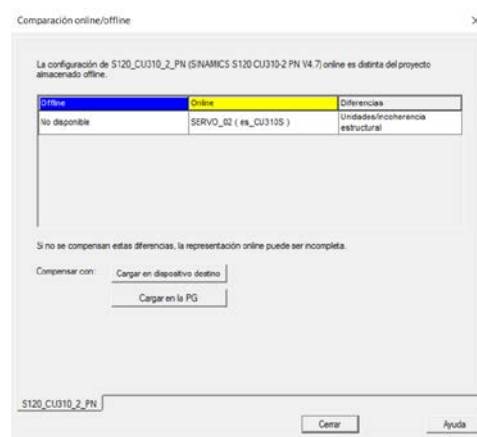 Comparación online/offline
La configuración de S120_CU310_2_PN (SINAMICS S120 CU310-2 PN V4.7) online es distinta del proyecto
almacenado offline.
Offline Online Diferencias
No disponible SERVO_02 ( es_CU310S ) Unidades/incoherencia
estructural
Si no se compensan estas diferencias, la representación online puede ser incompleta.
Compensar con: Cargar en dispositivo destino
Cargar en la PG
S120_CU310_2_PN
Cerrar Ayuda